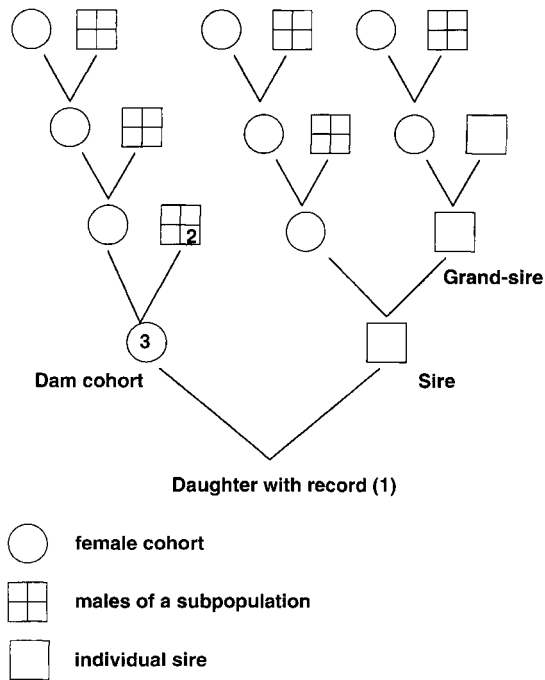 2
Grand-sire
3
Dam cohort
Sire
Daughter with record (1)
female cohort
males of a subpopulation
individual sire